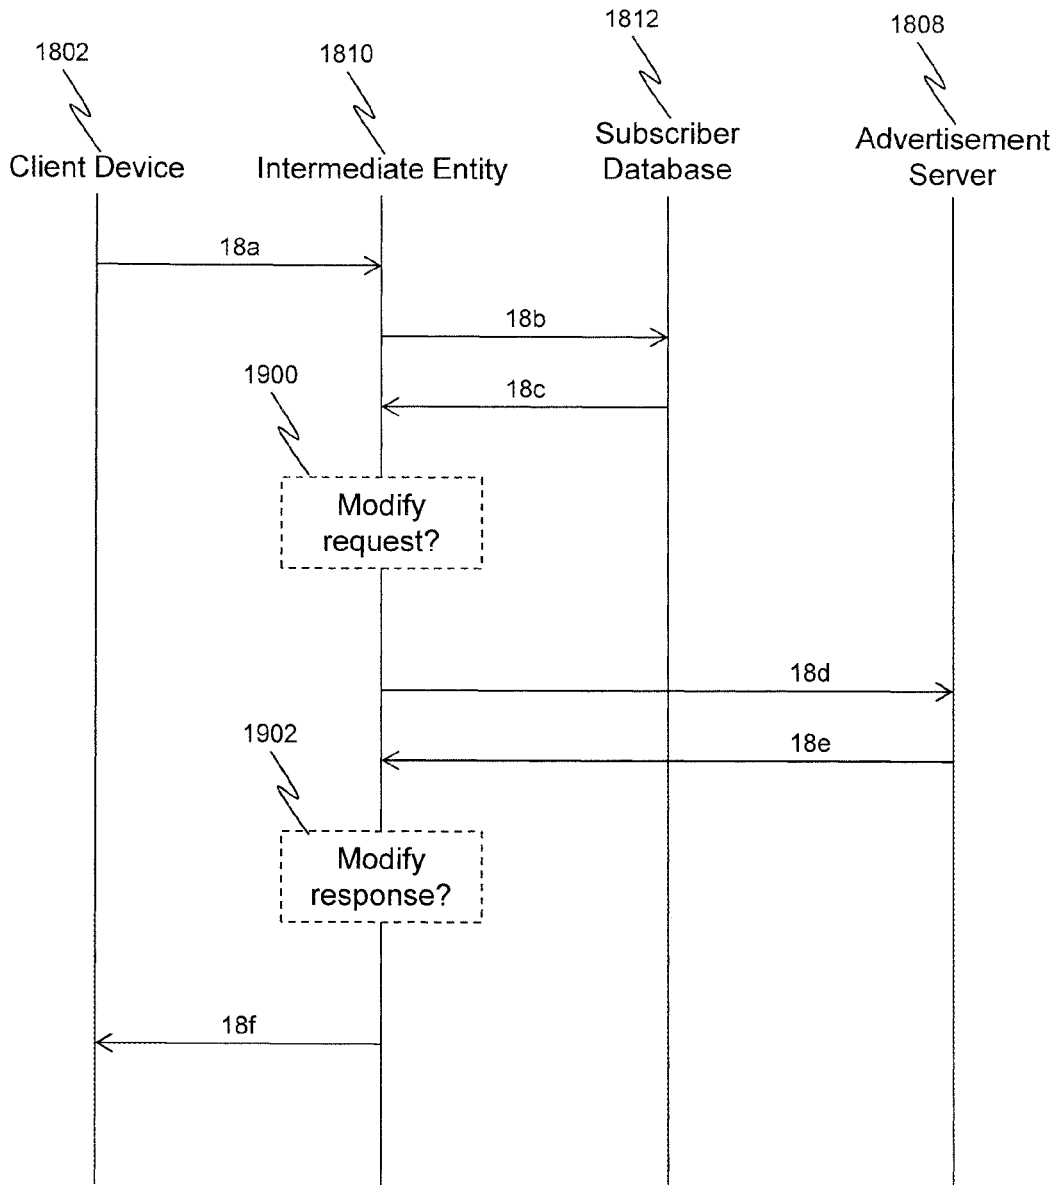 1802
1810
1812
1808
Client Device
Intermediate Entity
Subscriber
Database
Advertisement
Server
18a
18b
1900
18c
Modify
request?
18d
1902
18e
Modify
response?
18f